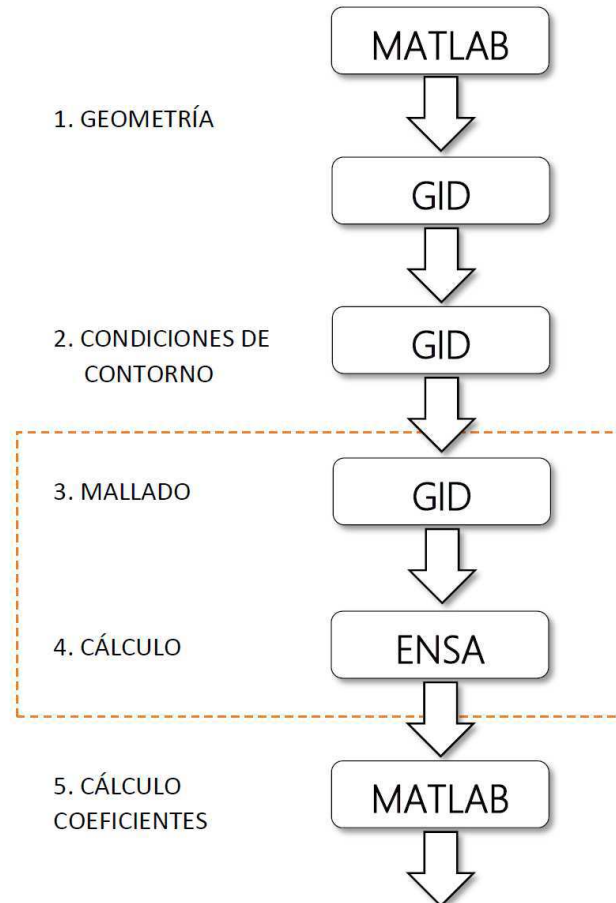 MATLAB
1. GEOMETRÍA
GID
2. CONDICIONES DE
CONTORNO
GID
3. MALLADO
GID
4. CÁLCULO
ENSA
5. CÁLCULO
COEFICIENTES
MATLAB